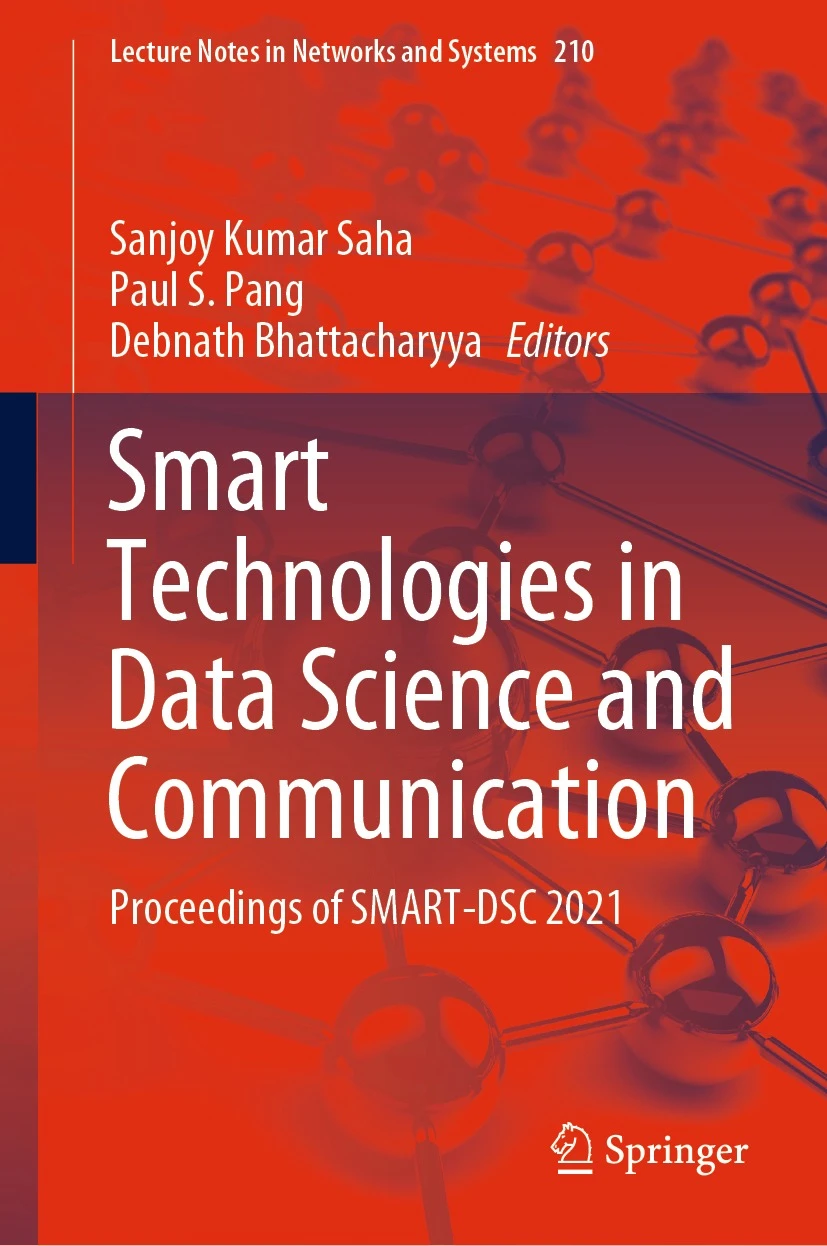 Lecture Notes in Networks and Systems 210
Sanjoy Kumar Saha
Paul S. Pang
Debnath Bhattacharyya Editors
Smart
Technologies in
Data Science and
Communication
Proceedings of SMART-DSC 2021
Springer